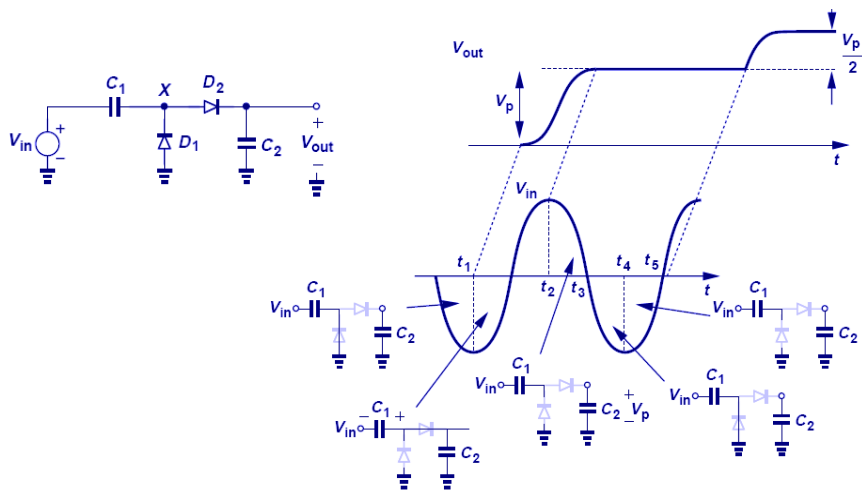 C1
X
D2
Vin
+
−
D1
C2
+
Vout
−
Vout
Vp
Vp
2
t
Vin
t1
t2
t3
t4
t5
t
Vin
C1
C2
Vin
− C1 +
C2
Vin
C1
C2
+
Vp
−
Vin
C1
C2
Vin
C1
C2